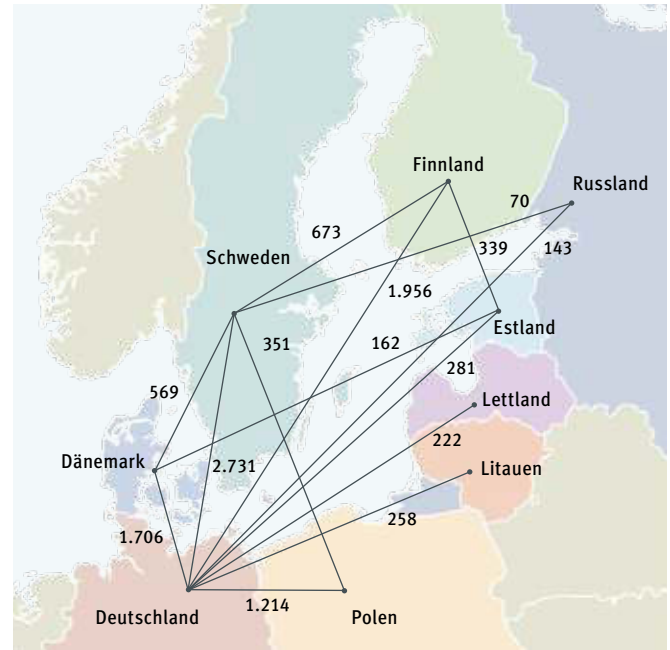 Finnland
Russland
70
673
339
143
Schweden
1.956
351
162
Estland
281
569
Lettland
222
Dänemark
2.731
Litauen
258
1.706
1.214
Deutschland
Polen